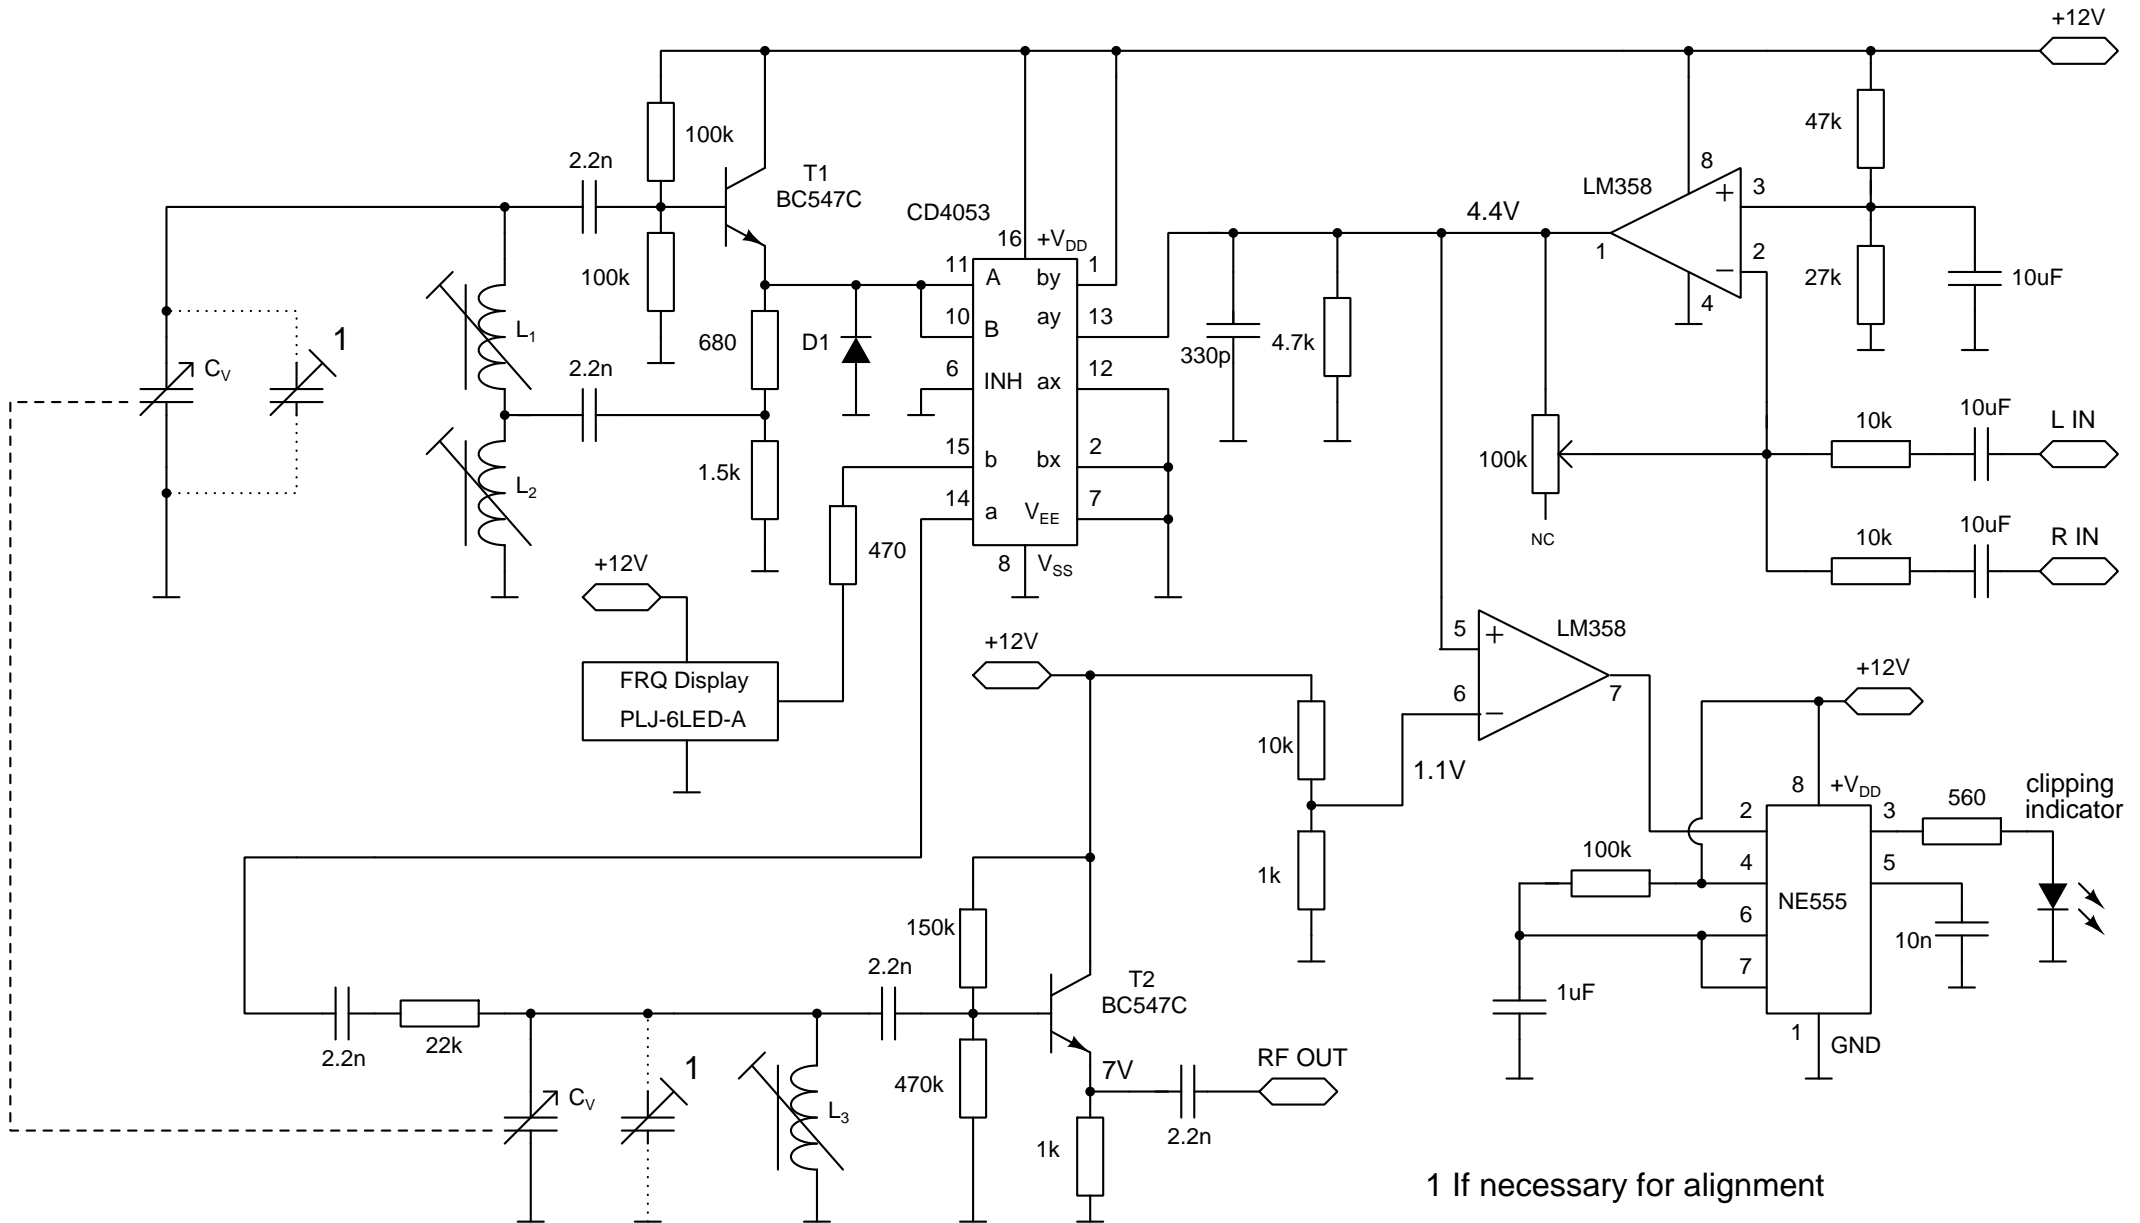 +12V
100k
2.2n
T1
BC547C
100k
CD4053
16 +VDD
11 A by 1
10 B ay 13
6 INH ax 12
15 b bx 2
14 a VEE 7
8 VSS
680
D1
2.2n
1.5k
L1
L2
CV
1
470
+12V
FRQ Display
PLJ-6LED-A
330p
4.7k
4.4V
LM358
8
+ 3
− 2
1
4
47k
27k
10uF
100k
NC
10k
10uF
L IN
10k
10uF
R IN
+12V
10k
1.1V
1k
5 +
6 −
7
LM358
+12V
8 +VDD
2
3
4
5
6
7
NE555
1
GND
100k
1uF
10n
560
clipping
indicator
150k
2.2n
22k
2.2n
470k
T2
BC547C
7V
1k
2.2n
RF OUT
CV
1
L3
1 If necessary for alignment